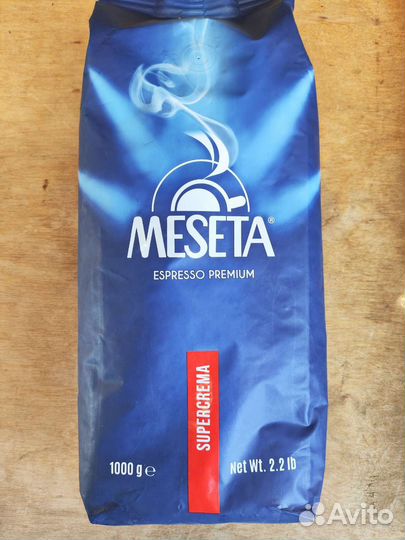 MESETA®
ESPRESSO PREMIUM
SUPERCREMA
1000 g ℮
Net Wt. 2.2 lb
Avito